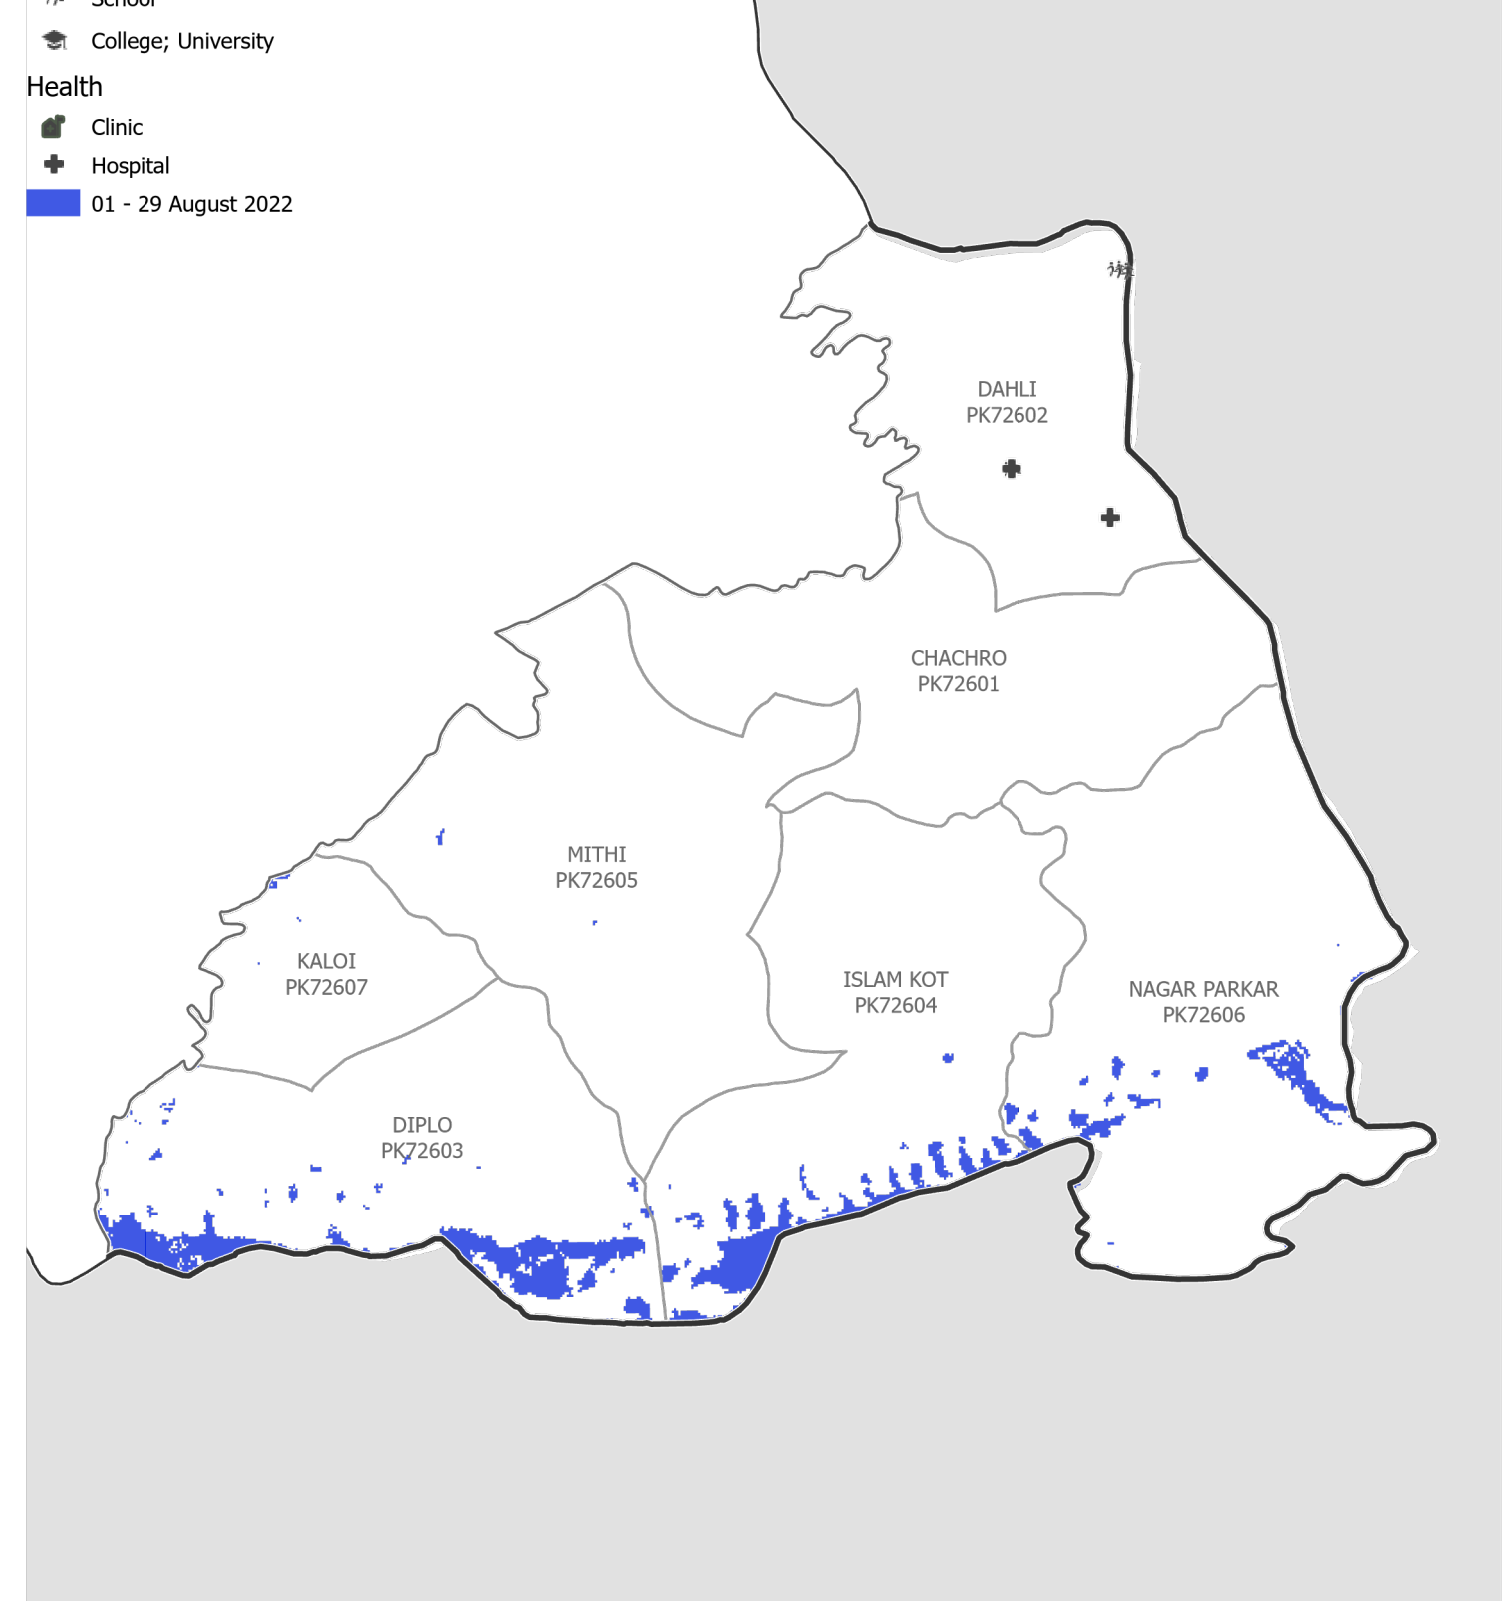 School
College; University
Health
Clinic
Hospital
01 - 29 August 2022
DAHLI
PK72602
CHACHRO
PK72601
MITHI
PK72605
KALOI
PK72607
ISLAM KOT
PK72604
NAGAR PARKAR
PK72606
DIPLO
PK72603